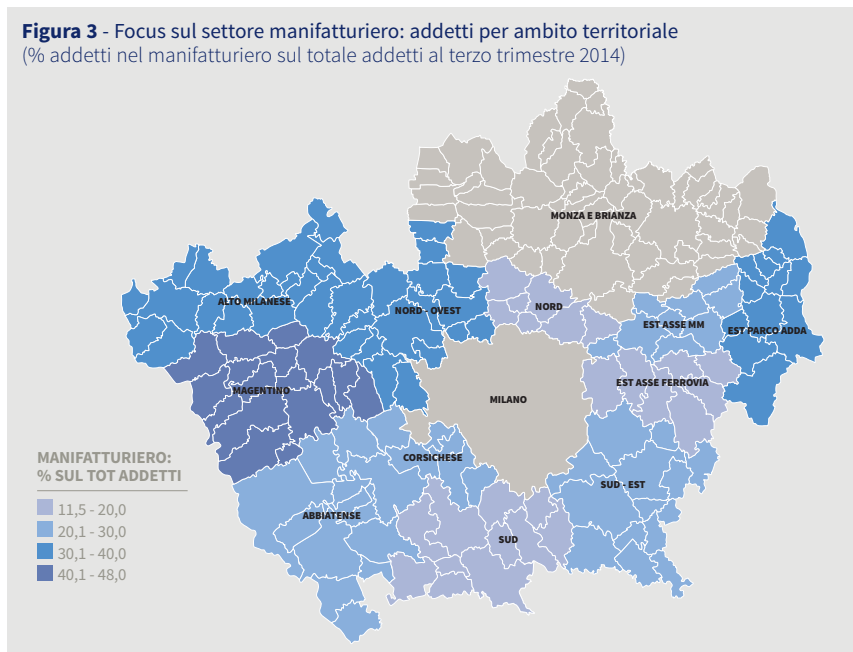 Figura 3 - Focus sul settore manifatturiero: addetti per ambito territoriale
(% addetti nel manifatturiero sul totale addetti al terzo trimestre 2014)
MONZA E BRIANZA
ALTO MILANESE
NORD - OVEST
NORD
EST ASSE MM
EST PARCO ADDA
MAGENTINO
EST ASSE FERROVIA
MILANO
CORSICHESE
SUD - EST
ABBIATENSE
SUD
MANIFATTURIERO:
% SUL TOT ADDETTI
11,5 - 20,0
20,1 - 30,0
30,1 - 40,0
40,1 - 48,0